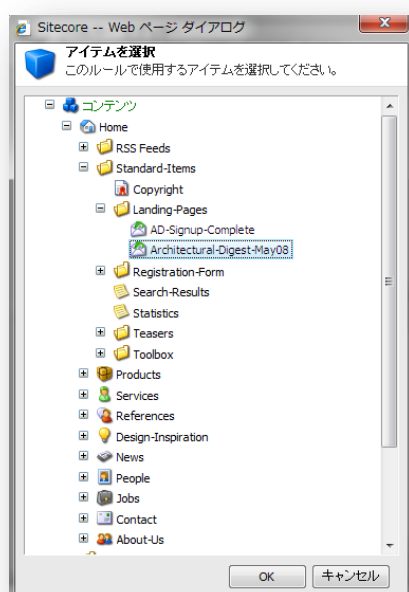 Sitecore -- Web ページ ダイアログ
アイテムを選択
このルールで使用するアイテムを選択してください。
コンテンツ
Home
RSS Feeds
Standard-Items
Copyright
Landing-Pages
AD-Signup-Complete
Architectural-Digest-May08
Registration-Form
Search-Results
Statistics
Teasers
Toolbox
Products
Services
References
Design-Inspiration
News
People
Jobs
Contact
About-Us
OK キャンセル